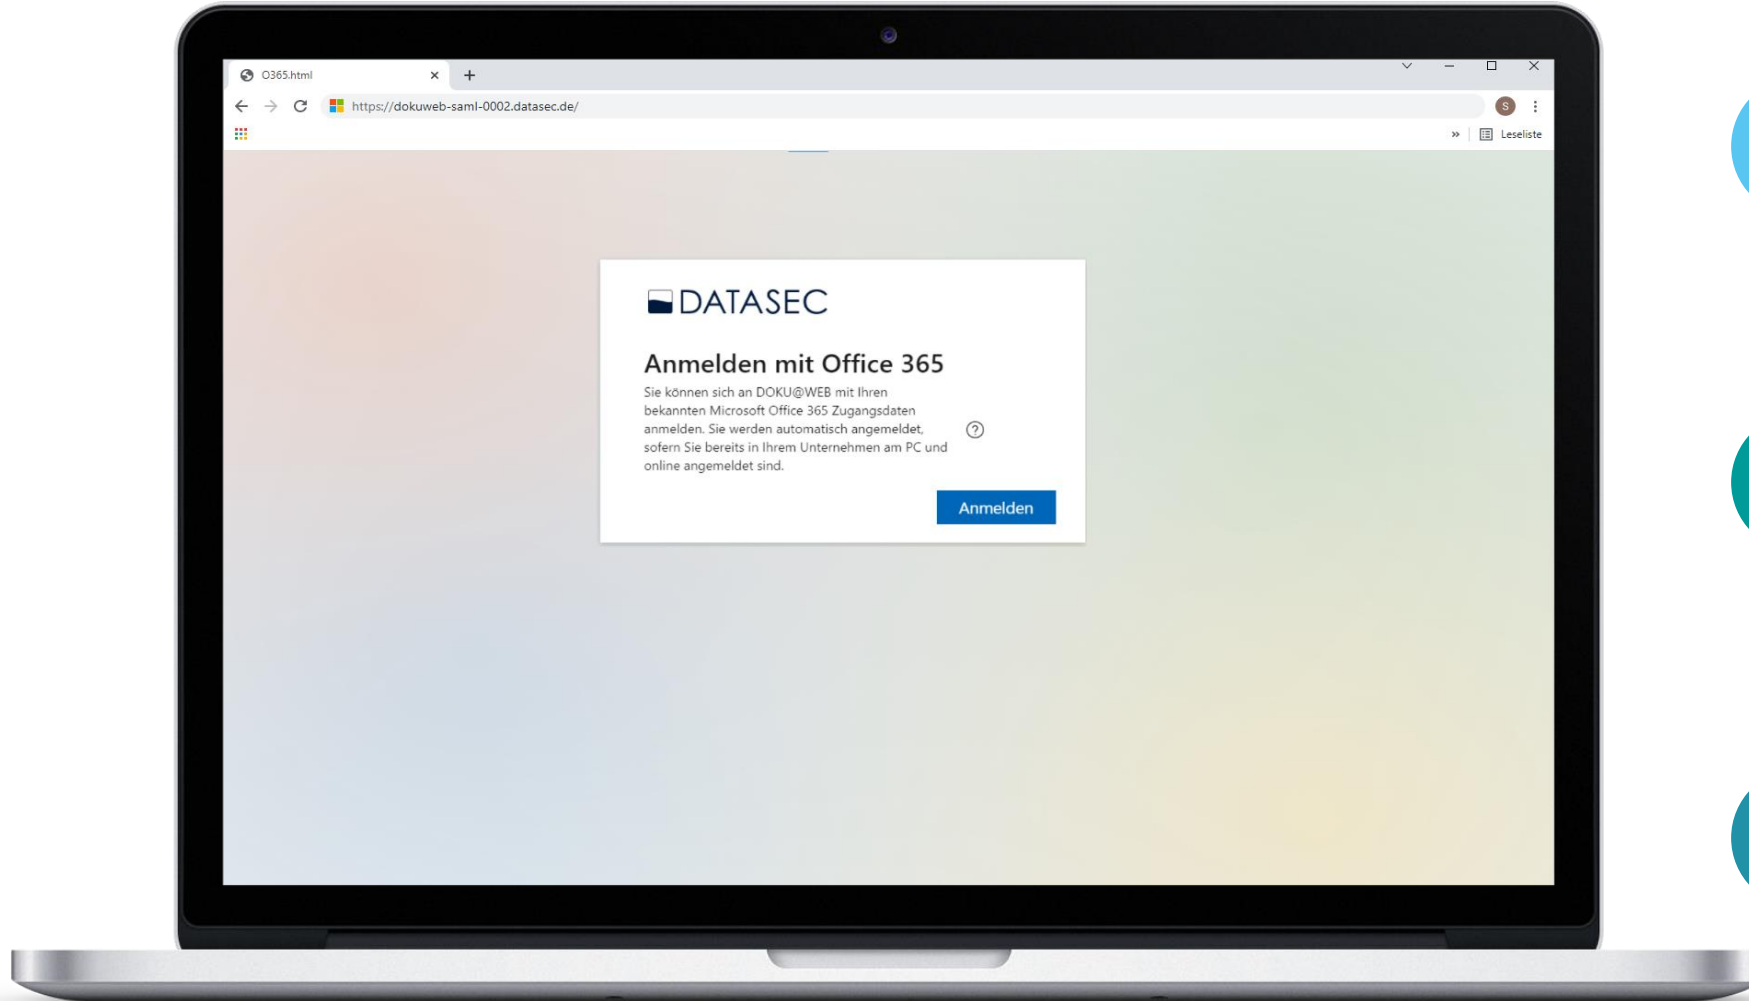 O365.html
https://dokuweb-saml-0002.datasec.de/
S
» Leseliste
DATASEC
Anmelden mit Office 365
Sie können sich an DOKU@WEB mit Ihren
bekannten Microsoft Office 365 Zugangsdaten
anmelden. Sie werden automatisch angemeldet,
sofern Sie bereits in Ihrem Unternehmen am PC und
online angemeldet sind.
?
Anmelden